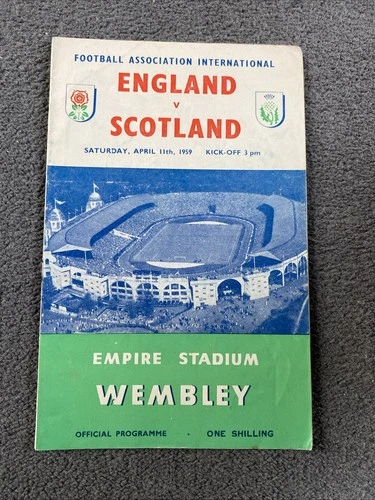 FOOTBALL ASSOCIATION INTERNATIONAL
ENGLAND
v
SCOTLAND
SATURDAY, APRIL 11th, 1959 KICK-OFF 3 pm
EMPIRE STADIUM
WEMBLEY
OFFICIAL PROGRAMME - ONE SHILLING